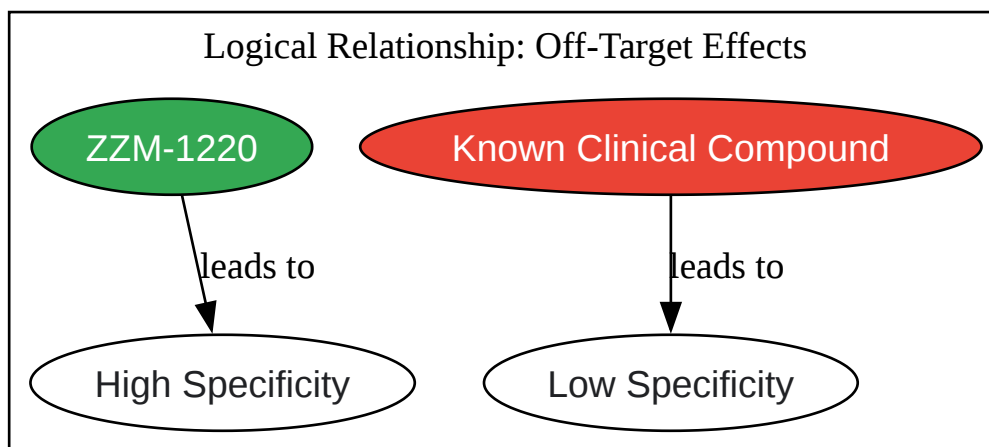 Logical Relationship: Off-Target Effects
ZZM-1220
Known Clinical Compound
leads to
leads to
High Specificity
Low Specificity